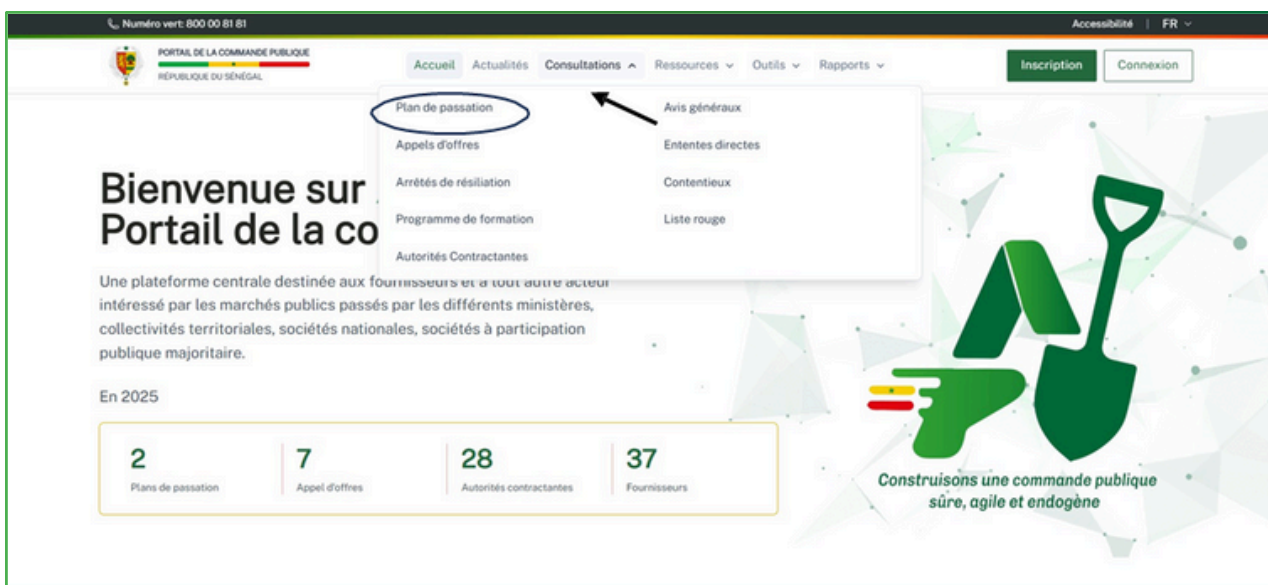 Numéro vert: 800 00 81 81
Accessibilité | FR
PORTAIL DE LA COMMANDE PUBLIQUE
RÉPUBLIQUE DU SÉNÉGAL
Accueil Actualités Consultations Ressources Outils Rapports
Inscription Connexion
Plan de passation
Avis généraux
Appels d'offres
Ententes directes
Arrêtés de résiliation
Contentieux
Programme de formation
Liste rouge
Autorités Contractantes
Bienvenue sur
Portail de la co
Une plateforme centrale destinée aux fournisseurs et à tout autre acteur
intéressé par les marchés publics passés par les différents ministères,
collectivités territoriales, sociétés nationales, sociétés à participation
publique majoritaire.
En 2025
2
Plans de passation
7
Appel d'offres
28
Autorités contractantes
37
Fournisseurs
Construisons une commande publique
sûre, agile et endogène